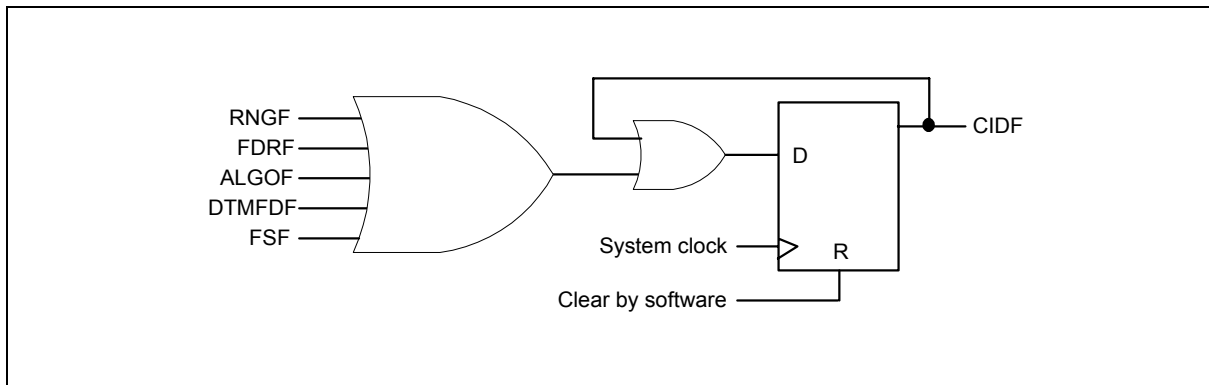 RNGF
FDRF
ALGOF
DTMFDF
FSF
D
CIDF
System clock
R
Clear by software